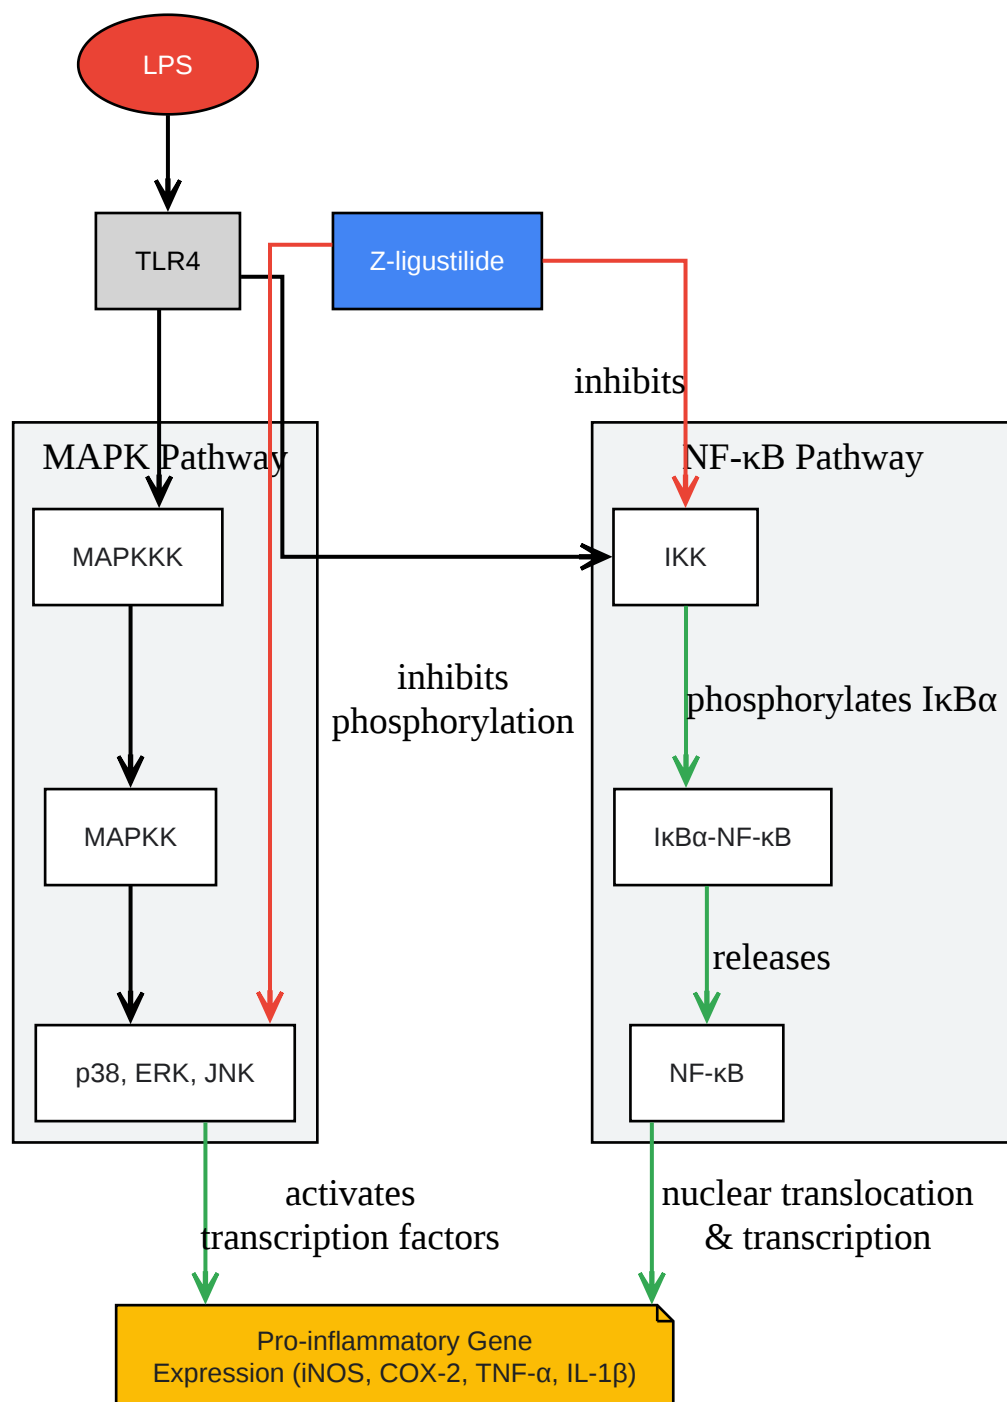 LPS
TLR4
Z-ligustilide
inhibits
MAPK Pathway
NF-κB Pathway
MAPKKK
IKK
inhibits
phosphorylation
phosphorylates IκBα
MAPKK
IκBα-NF-κB
releases
p38, ERK, JNK
NF-κB
activates
transcription factors
nuclear translocation
& transcription
Pro-inflammatory Gene
Expression (iNOS, COX-2, TNF-α, IL-1β)